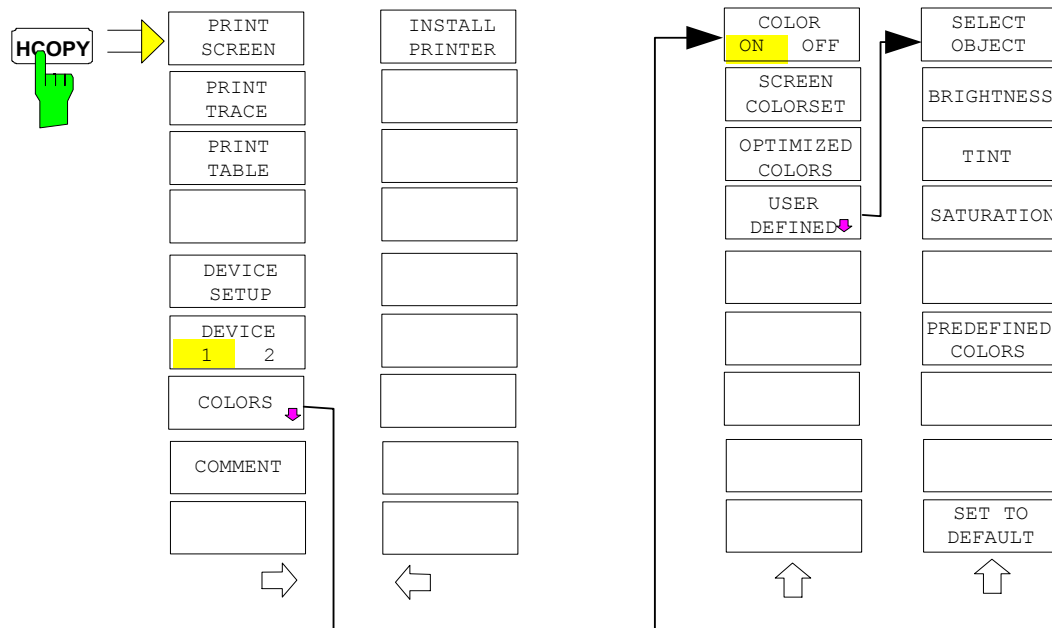 HCOPY
PRINT
SCREEN
PRINT
TRACE
PRINT
TABLE
DEVICE
SETUP
DEVICE
1 2
COLORS
COMMENT
INSTALL
PRINTER
COLOR
ON OFF
SCREEN
COLORSET
OPTIMIZED
COLORS
USER
DEFINED
SELECT
OBJECT
BRIGHTNESS
TINT
SATURATION
PREDEFINED
COLORS
SET TO
DEFAULT